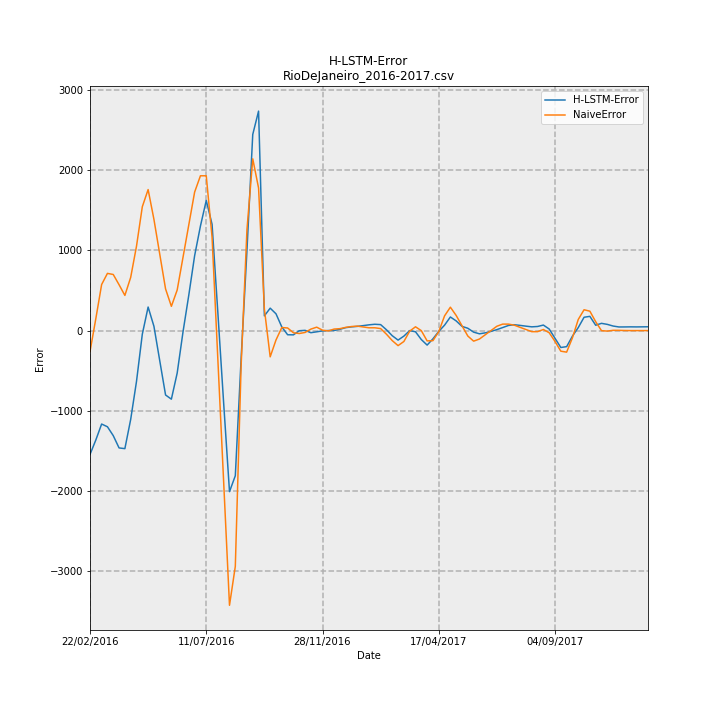 H-LSTM-Error
RioDeJaneiro_2016-2017.csv
H-LSTM-Error
NaiveError
3000
2000
1000
0
−1000
−2000
−3000
Error
22/02/2016
11/07/2016
28/11/2016
17/04/2017
04/09/2017
Date